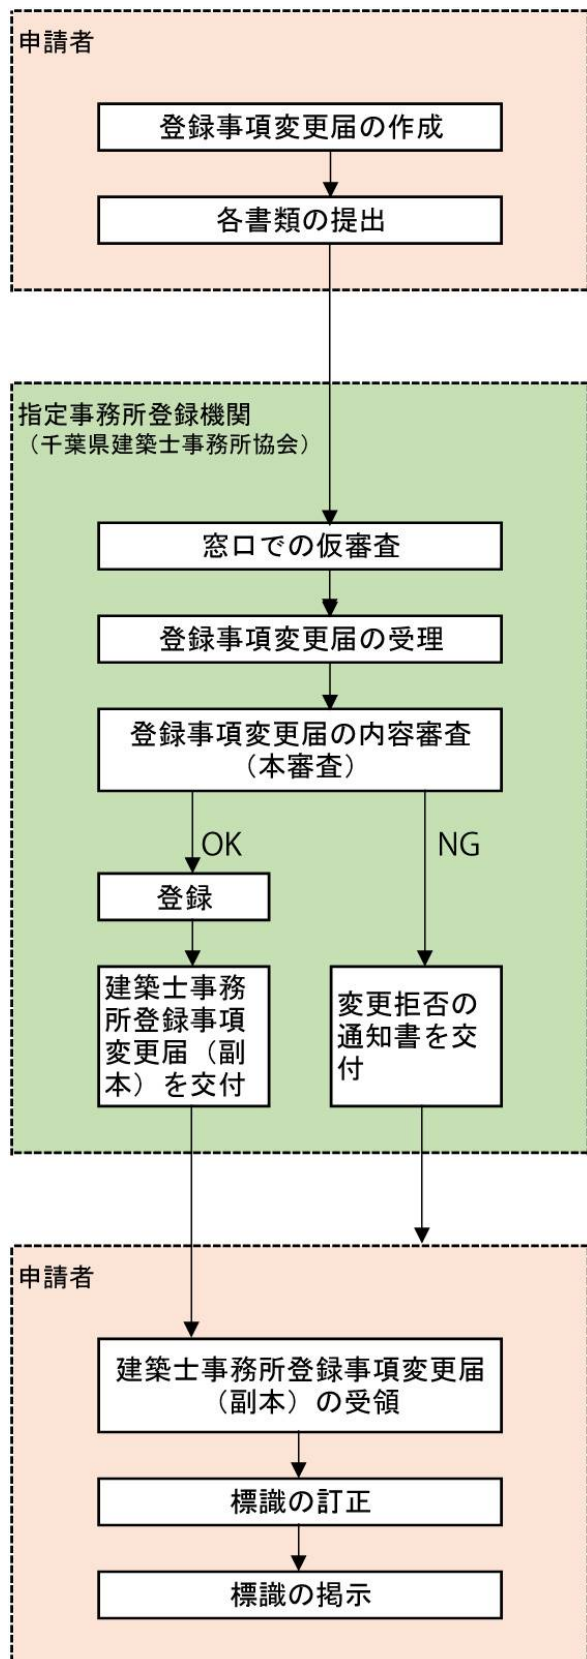 申請者
登録事項変更届の作成
各書類の提出
指定事務所登録機関
（千葉県建築士事務所協会）
窓口での仮審査
登録事項変更届の受理
登録事項変更届の内容審査
（本審査）
OK
NG
登録
建築士事務
所登録事項
変更届（副
本）を交付
変更拒否の
通知書を交
付
申請者
建築士事務所登録事項変更届
（副本）の受領
標識の訂正
標識の掲示